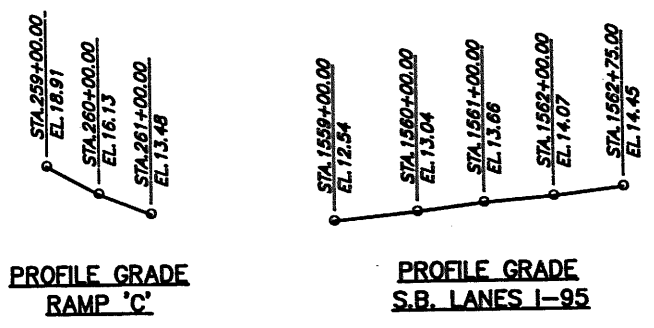 STA.259+00.00
EL.18.91
STA.260+00.00
EL.16.13
STA.261+00.00
EL.13.48
STA.1559+00.00
EL.12.54
STA.1560+00.00
EL.13.04
STA.1561+00.00
EL.13.66
STA.1562+00.00
EL.14.07
STA.1562+75.00
EL.14.45
PROFILE GRADE
RAMP 'C'
PROFILE GRADE
S.B. LANES I-95